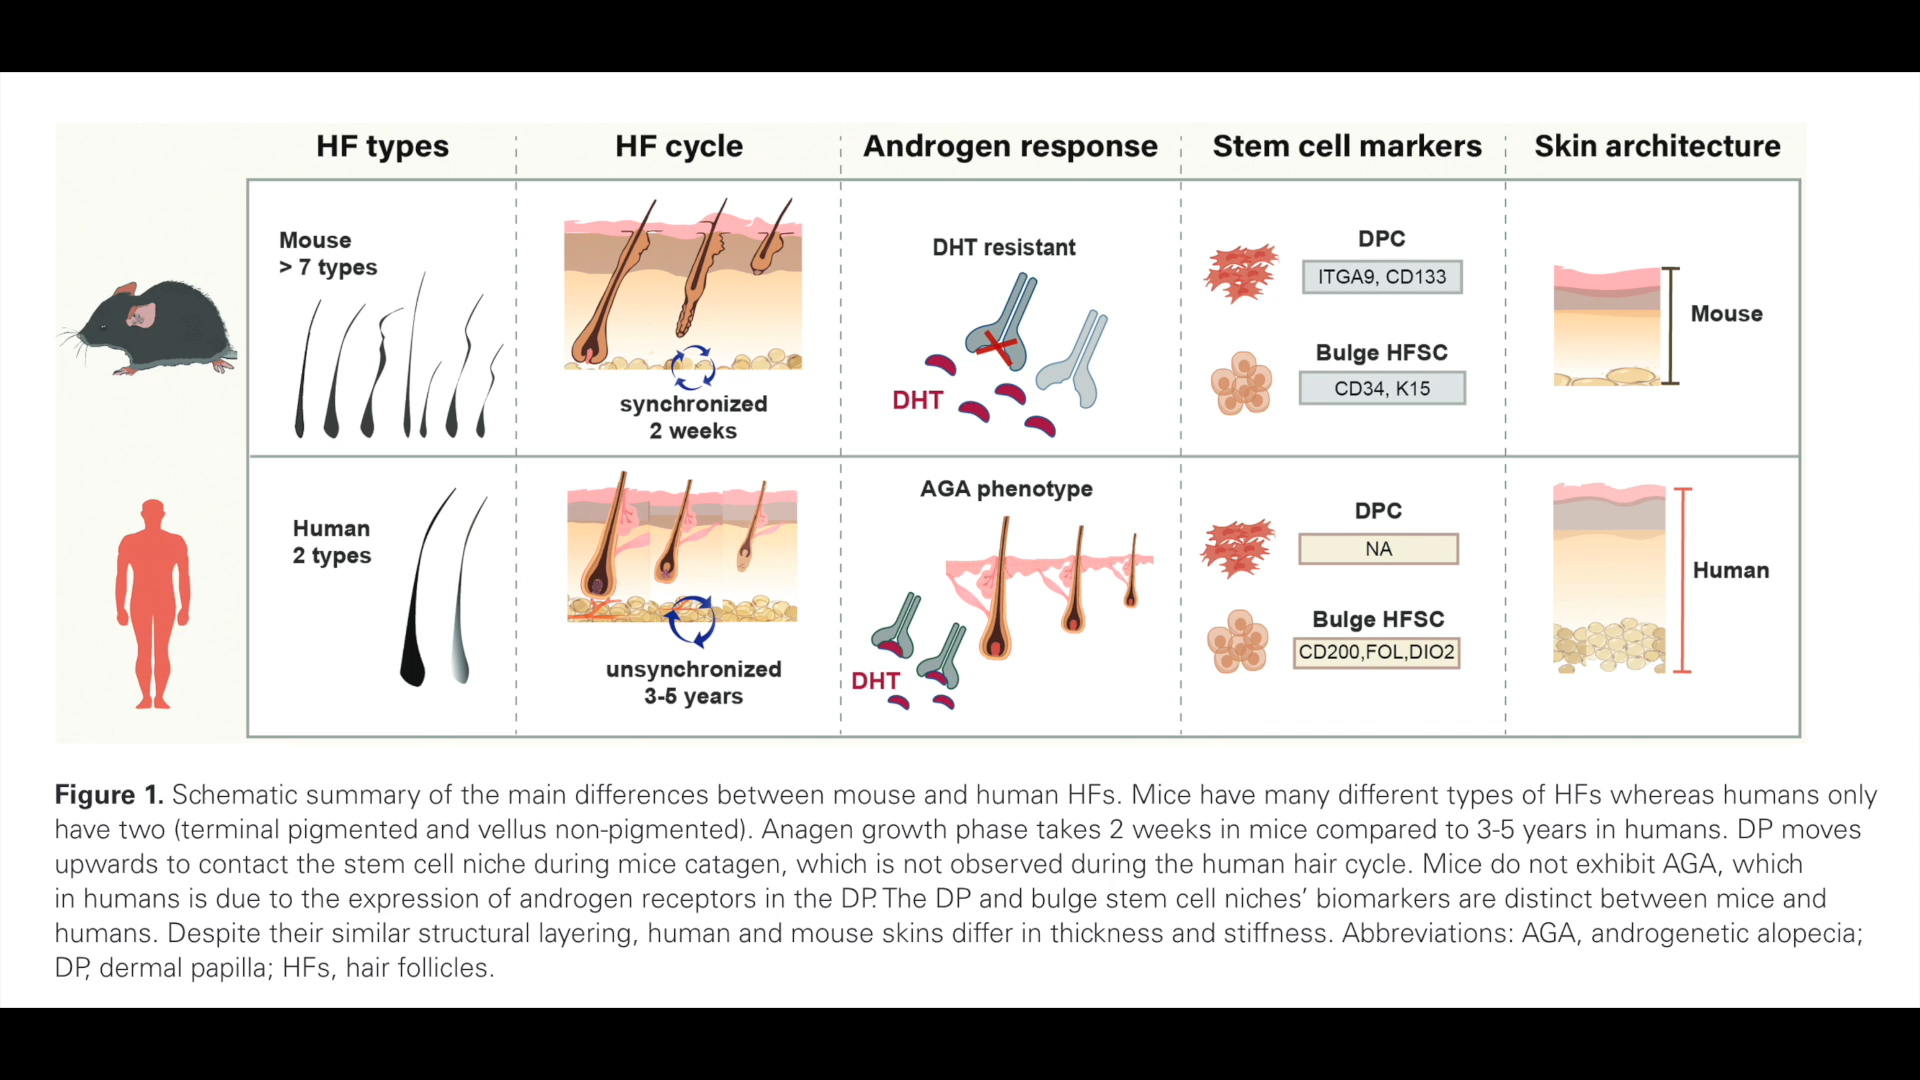 HF types
HF cycle
Androgen response
Stem cell markers
Skin architecture
Mouse
> 7 types
synchronized
2 weeks
DHT resistant
DHT
DPC
ITGA9, CD133
Bulge HFSC
CD34, K15
Mouse
Human
2 types
unsynchronized
3-5 years
AGA phenotype
DHT
DPC
NA
Bulge HFSC
CD200,FOL,DIO2
Human
Figure 1. Schematic summary of the main differences between mouse and human HFs. Mice have many different types of HFs whereas humans only
have two (terminal pigmented and vellus non-pigmented). Anagen growth phase takes 2 weeks in mice compared to 3-5 years in humans. DP moves
upwards to contact the stem cell niche during mice catagen, which is not observed during the human hair cycle. Mice do not exhibit AGA, which
in humans is due to the expression of androgen receptors in the DP. The DP and bulge stem cell niches’ biomarkers are distinct between mice and
humans. Despite their similar structural layering, human and mouse skins differ in thickness and stiffness. Abbreviations: AGA, androgenetic alopecia;
DP, dermal papilla; HFs, hair follicles.